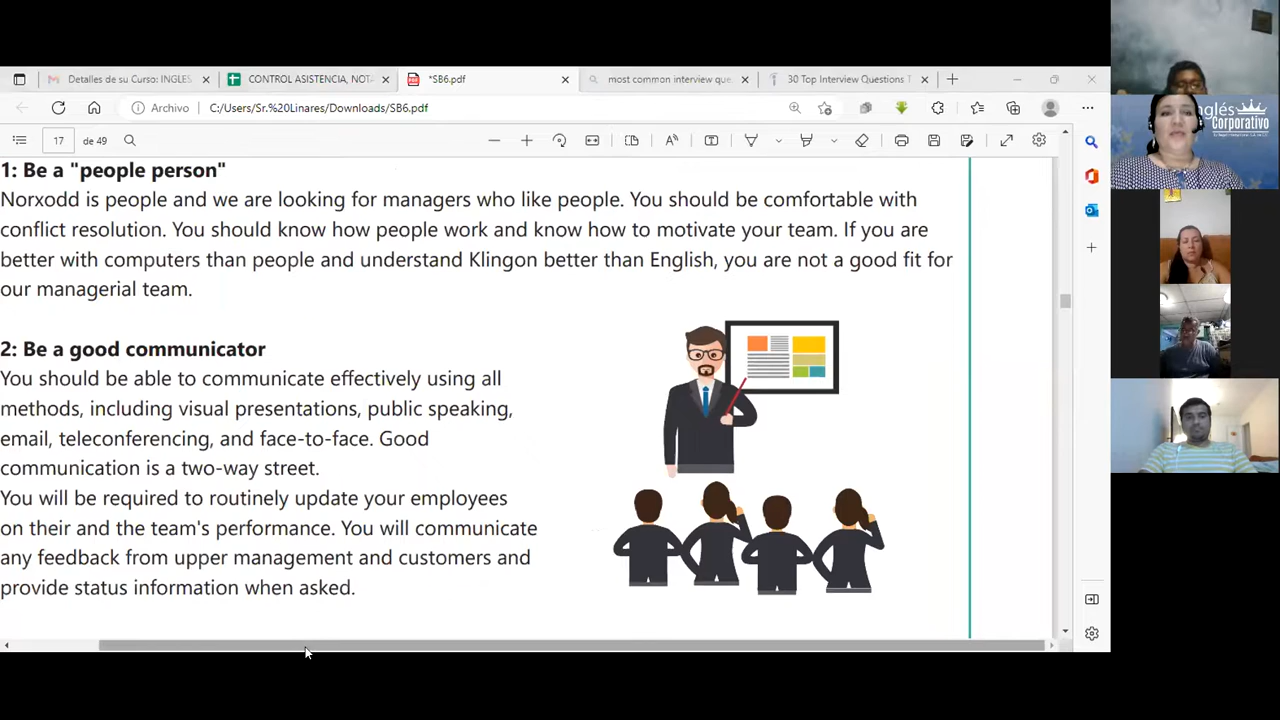 Detalles de su Curso: INGLES
CONTROL ASISTENCIA, NOTA
*SB6.pdf
most common interview que
30 Top Interview Questions T
Archivo
C:/Users/Sr.%20Linares/Downloads/SB6.pdf
17 de 49
1: Be a "people person"
Norxodd is people and we are looking for managers who like people. You should be comfortable with
conflict resolution. You should know how people work and know how to motivate your team. If you are
better with computers than people and understand Klingon better than English, you are not a good fit for
our managerial team.
2: Be a good communicator
You should be able to communicate effectively using all
methods, including visual presentations, public speaking,
email, teleconferencing, and face-to-face. Good
communication is a two-way street.
You will be required to routinely update your employees
on their and the team's performance. You will communicate
any feedback from upper management and customers and
provide status information when asked.
Inglés
Corporativo